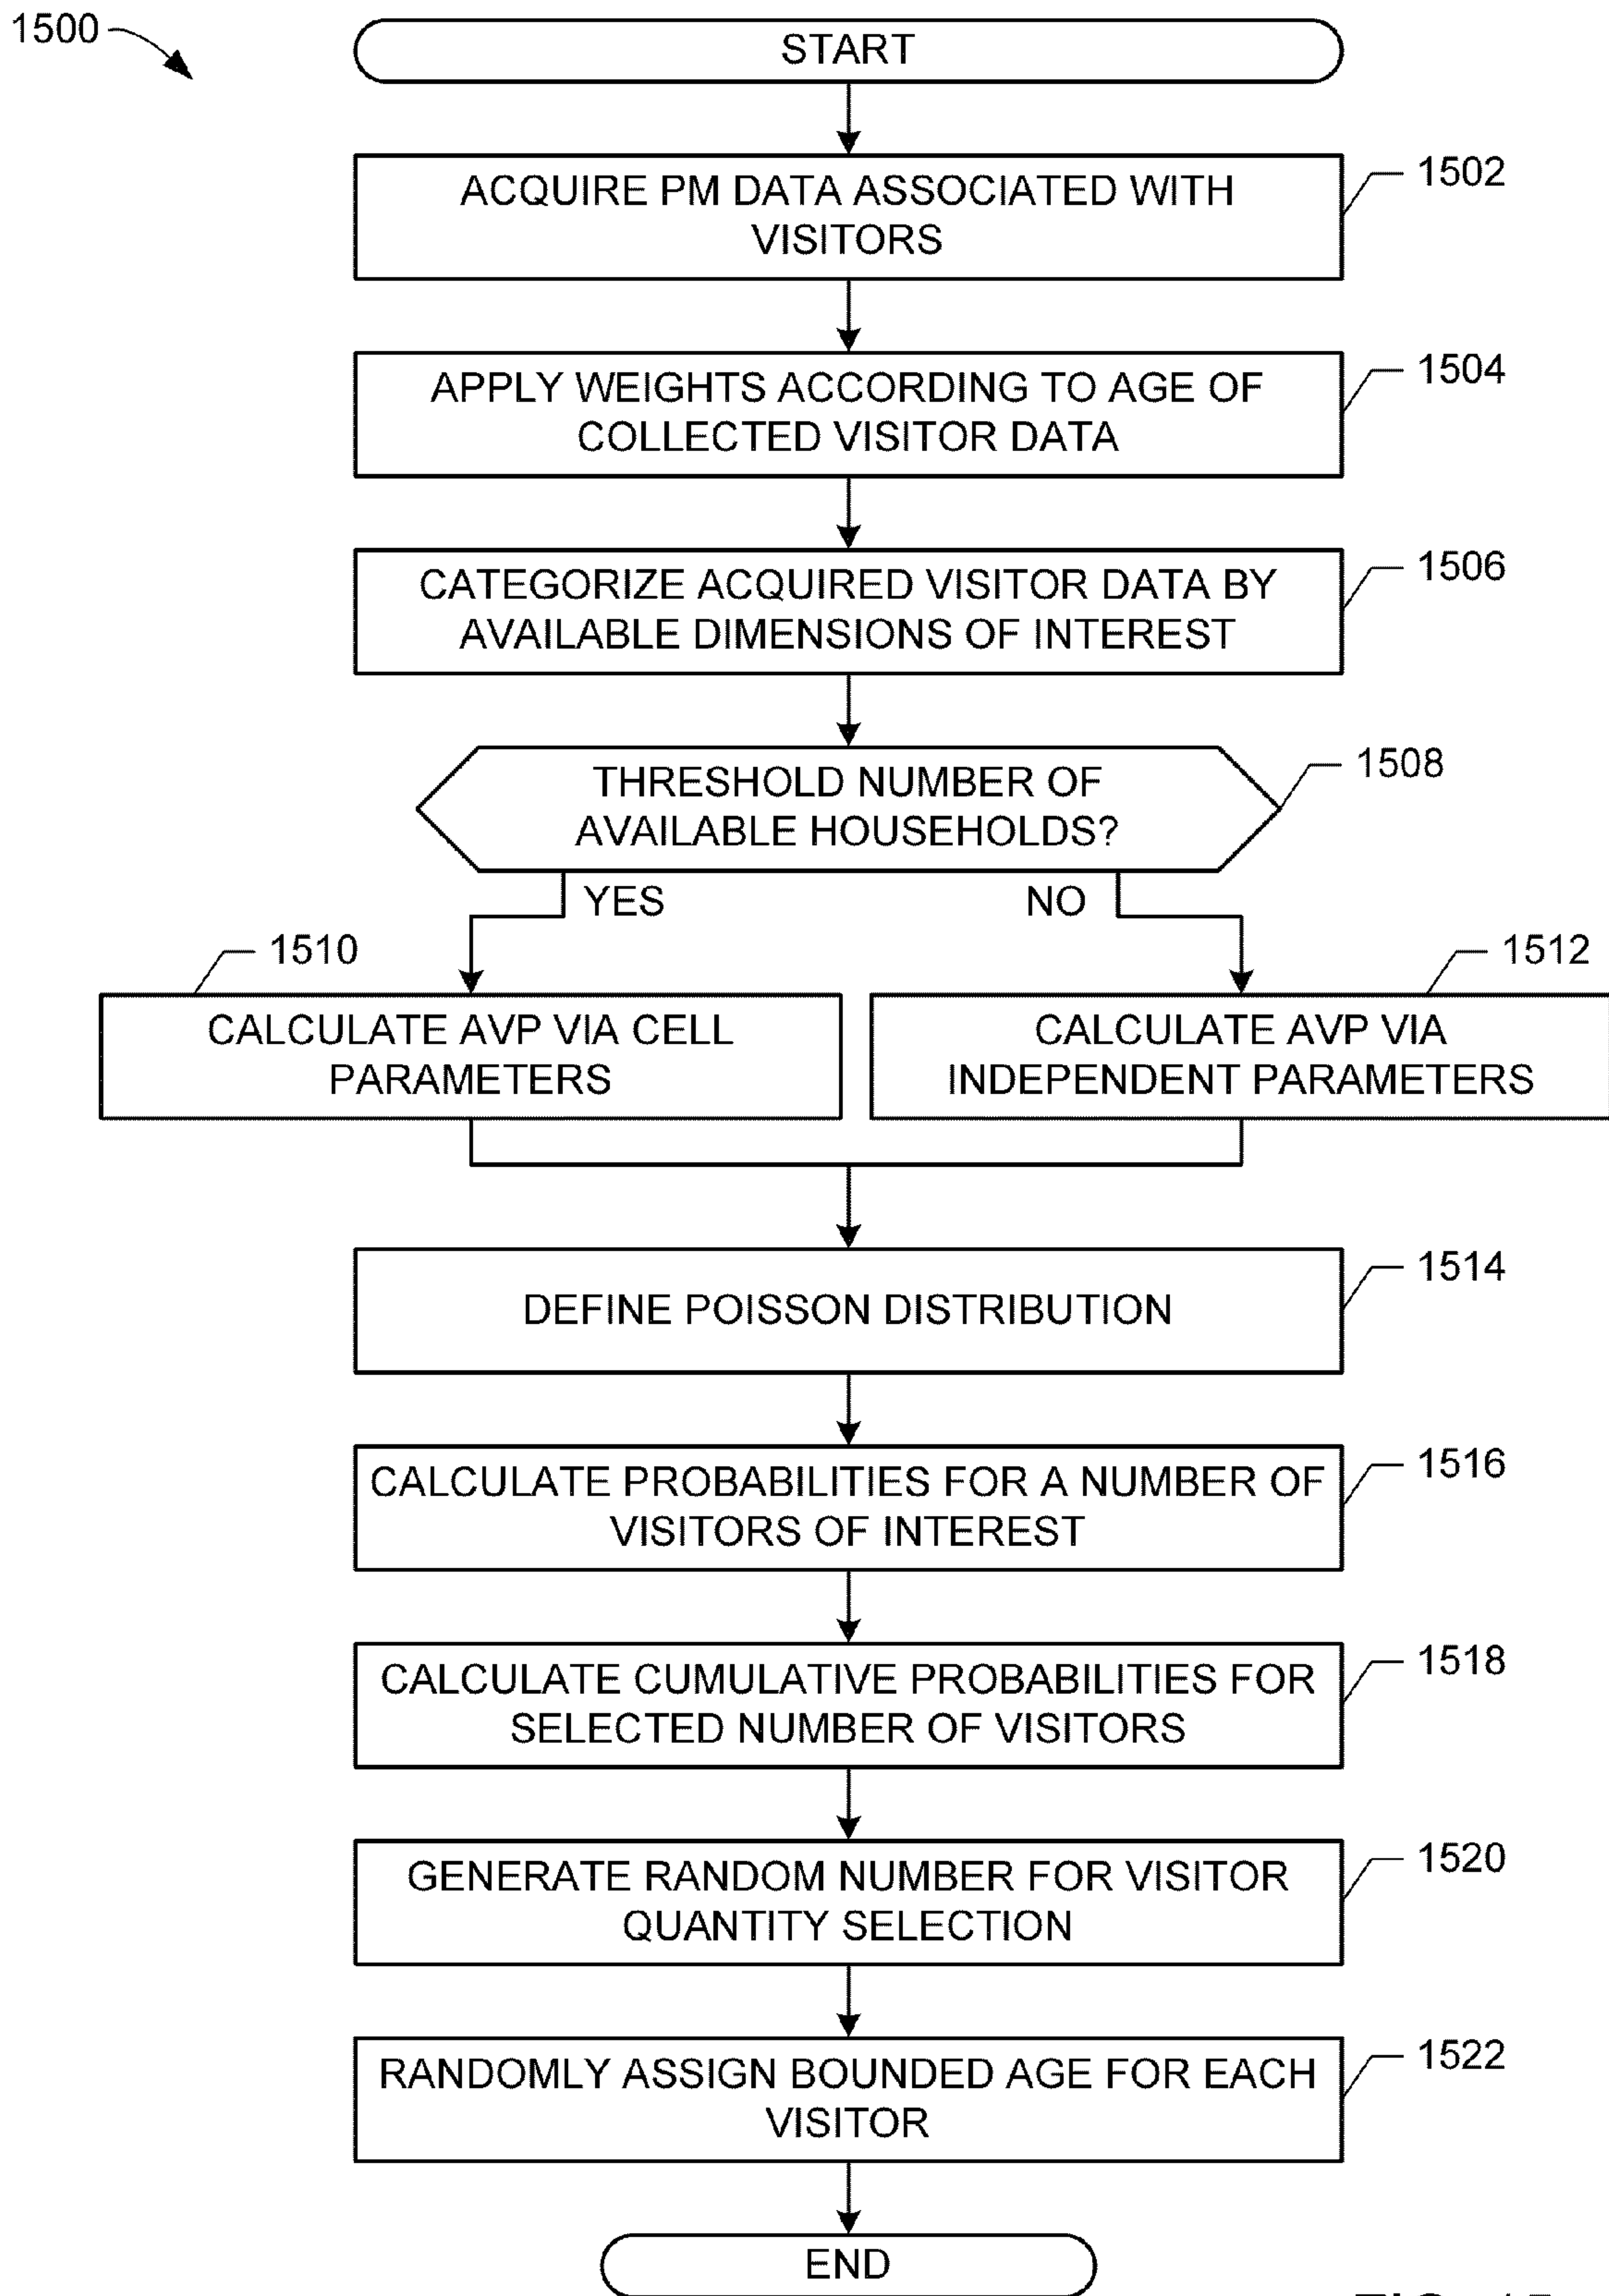 1500
START
ACQUIRE PM DATA ASSOCIATED WITH
VISITORS
1502
APPLY WEIGHTS ACCORDING TO AGE OF
COLLECTED VISITOR DATA
1504
CATEGORIZE ACQUIRED VISITOR DATA BY
AVAILABLE DIMENSIONS OF INTEREST
1506
THRESHOLD NUMBER OF
AVAILABLE HOUSEHOLDS?
1508
YES
NO
1510
1512
CALCULATE AVP VIA CELL
PARAMETERS
CALCULATE AVP VIA
INDEPENDENT PARAMETERS
DEFINE POISSON DISTRIBUTION
1514
CALCULATE PROBABILITIES FOR A NUMBER OF
VISITORS OF INTEREST
1516
CALCULATE CUMULATIVE PROBABILITIES FOR
SELECTED NUMBER OF VISITORS
1518
GENERATE RANDOM NUMBER FOR VISITOR
QUANTITY SELECTION
1520
RANDOMLY ASSIGN BOUNDED AGE FOR EACH
VISITOR
1522
END